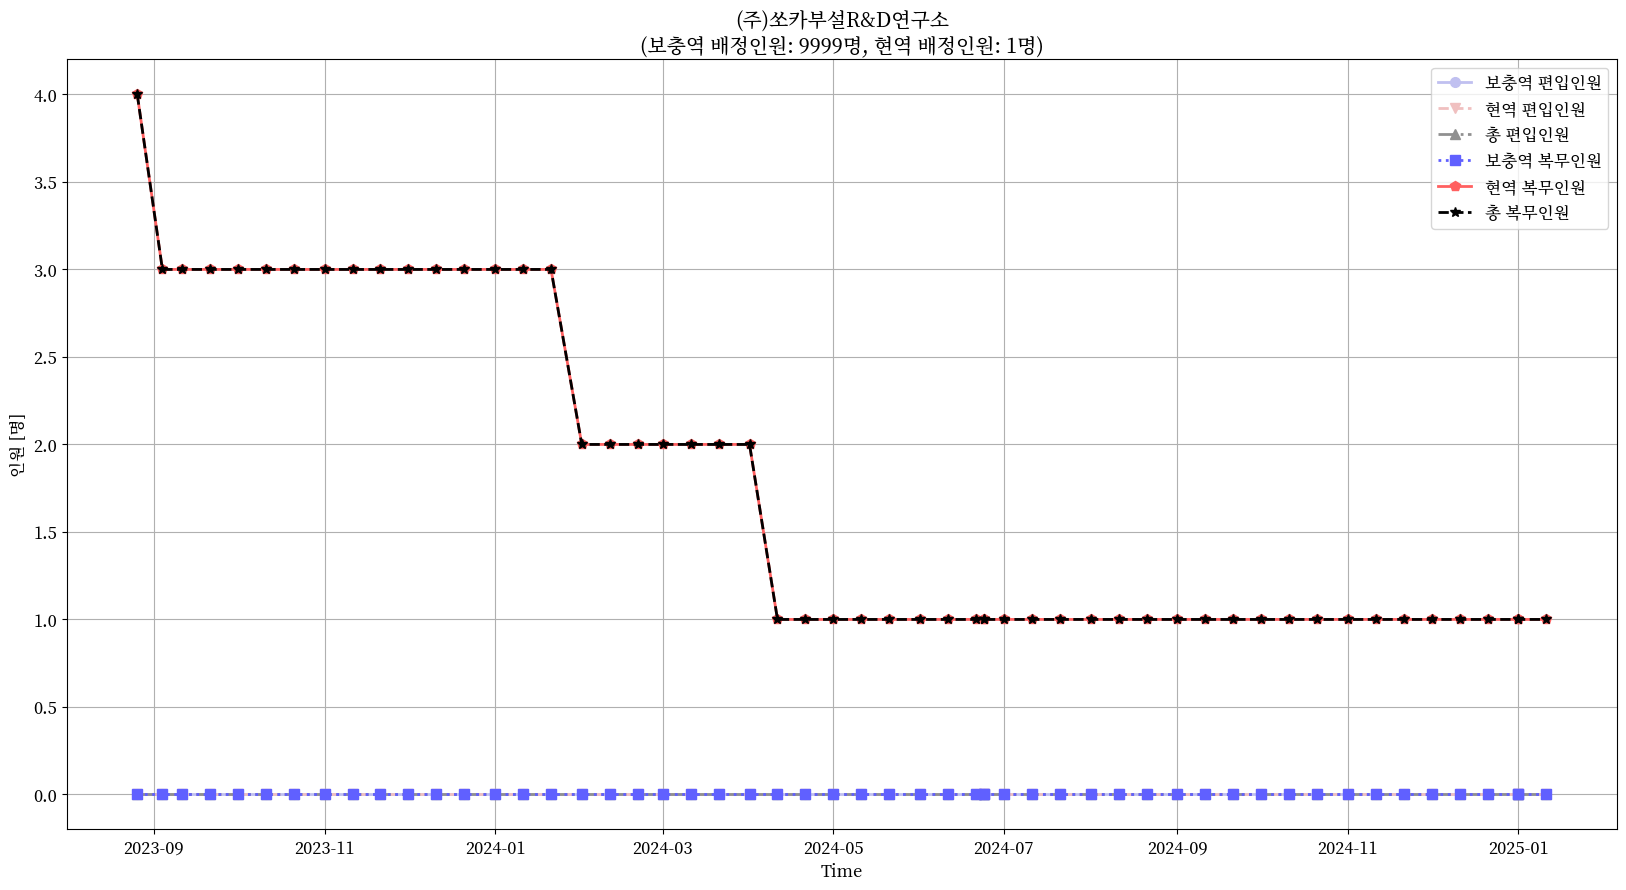 (주)쏘카부설R&D연구소
(보충역 배정인원: 9999명, 현역 배정인원: 1명)
보충역 편입인원
현역 편입인원
총 편입인원
보충역 복무인원
현역 복무인원
총 복무인원
4.0
3.5
3.0
2.5
2.0
1.5
1.0
0.5
0.0
인원 [명]
2023-09 2023-11 2024-01 2024-03 2024-05 2024-07 2024-09 2024-11 2025-01
Time